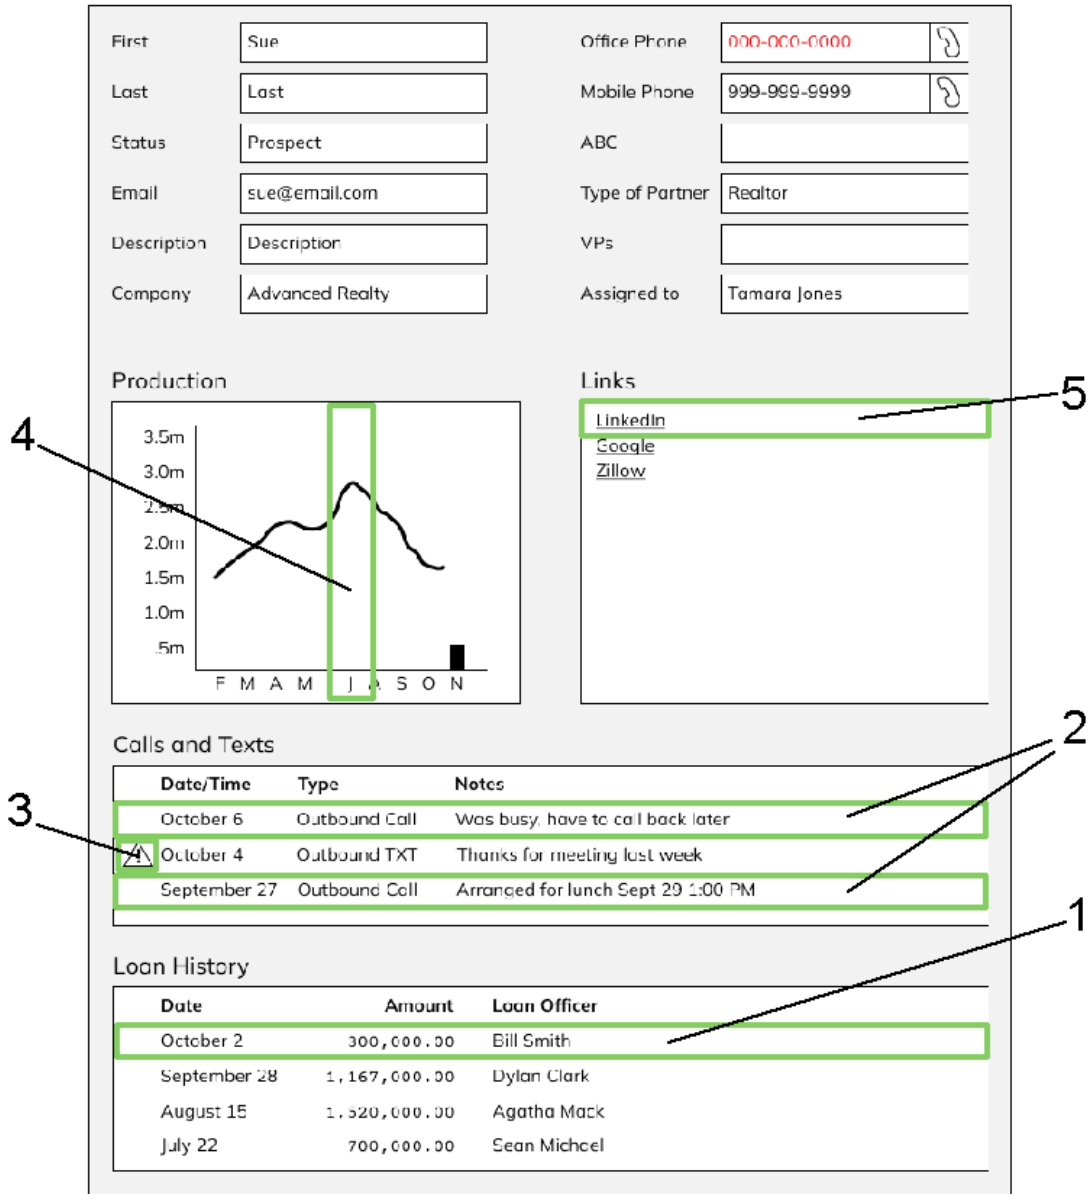 First Sue Office Phone 000-000-0000
Last Last Mobile Phone 999-999-9999
Status Prospect ABC
Email sue@email.com Type of Partner Realtor
Description Description VPs
Company Advanced Realty Assigned to Tamara Jones
Production
3.5m
3.0m
2.5m
2.0m
1.5m
1.0m
.5m
F M A M J A S O N
4
Links
LinkedIn
Google
Zillow
5
Calls and Texts
Date/Time Type Notes
October 6 Outbound Call Was busy, have to call back later
October 4 Outbound TXT Thanks for meeting last week
September 27 Outbound Call Arranged for lunch Sept 29 1:00 PM
2
3
Loan History
Date Amount Loan Officer
October 2 300,000.00 Bill Smith
September 28 1,167,000.00 Dylan Clark
August 15 1,520,000.00 Agatha Mack
July 22 700,000.00 Sean Michael
1